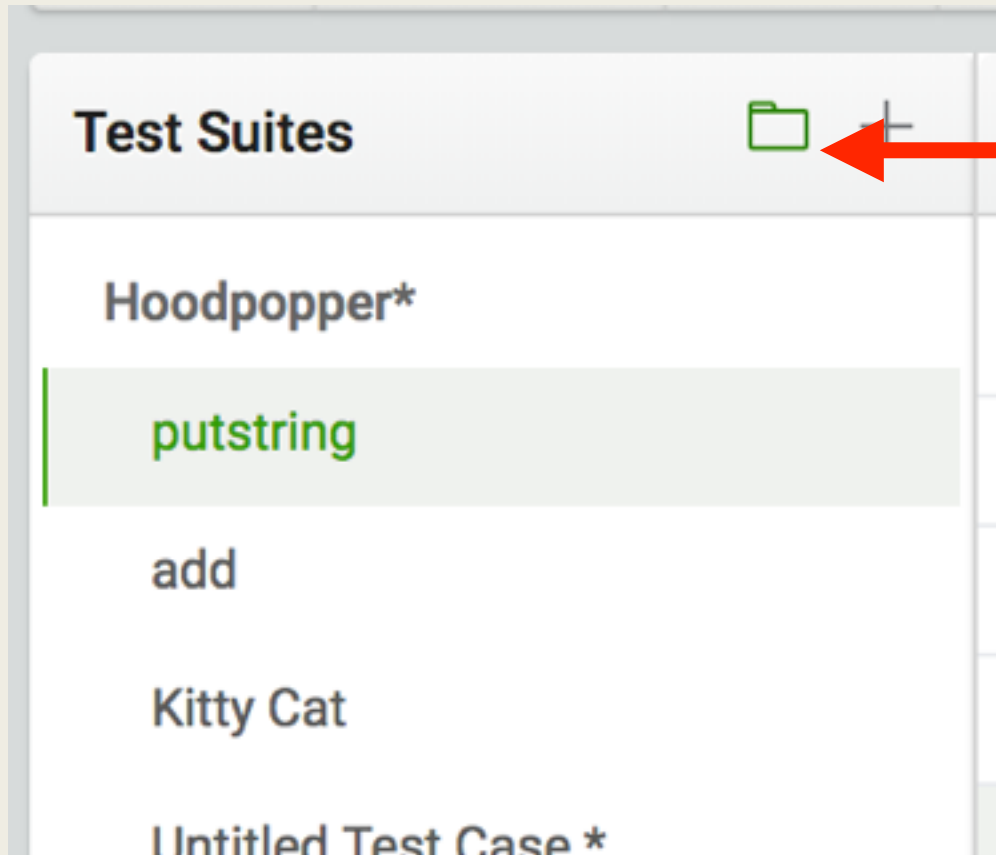 Test Suites
Hoodpopper*
putstring
add
Kitty Cat
Untitled Test Case *